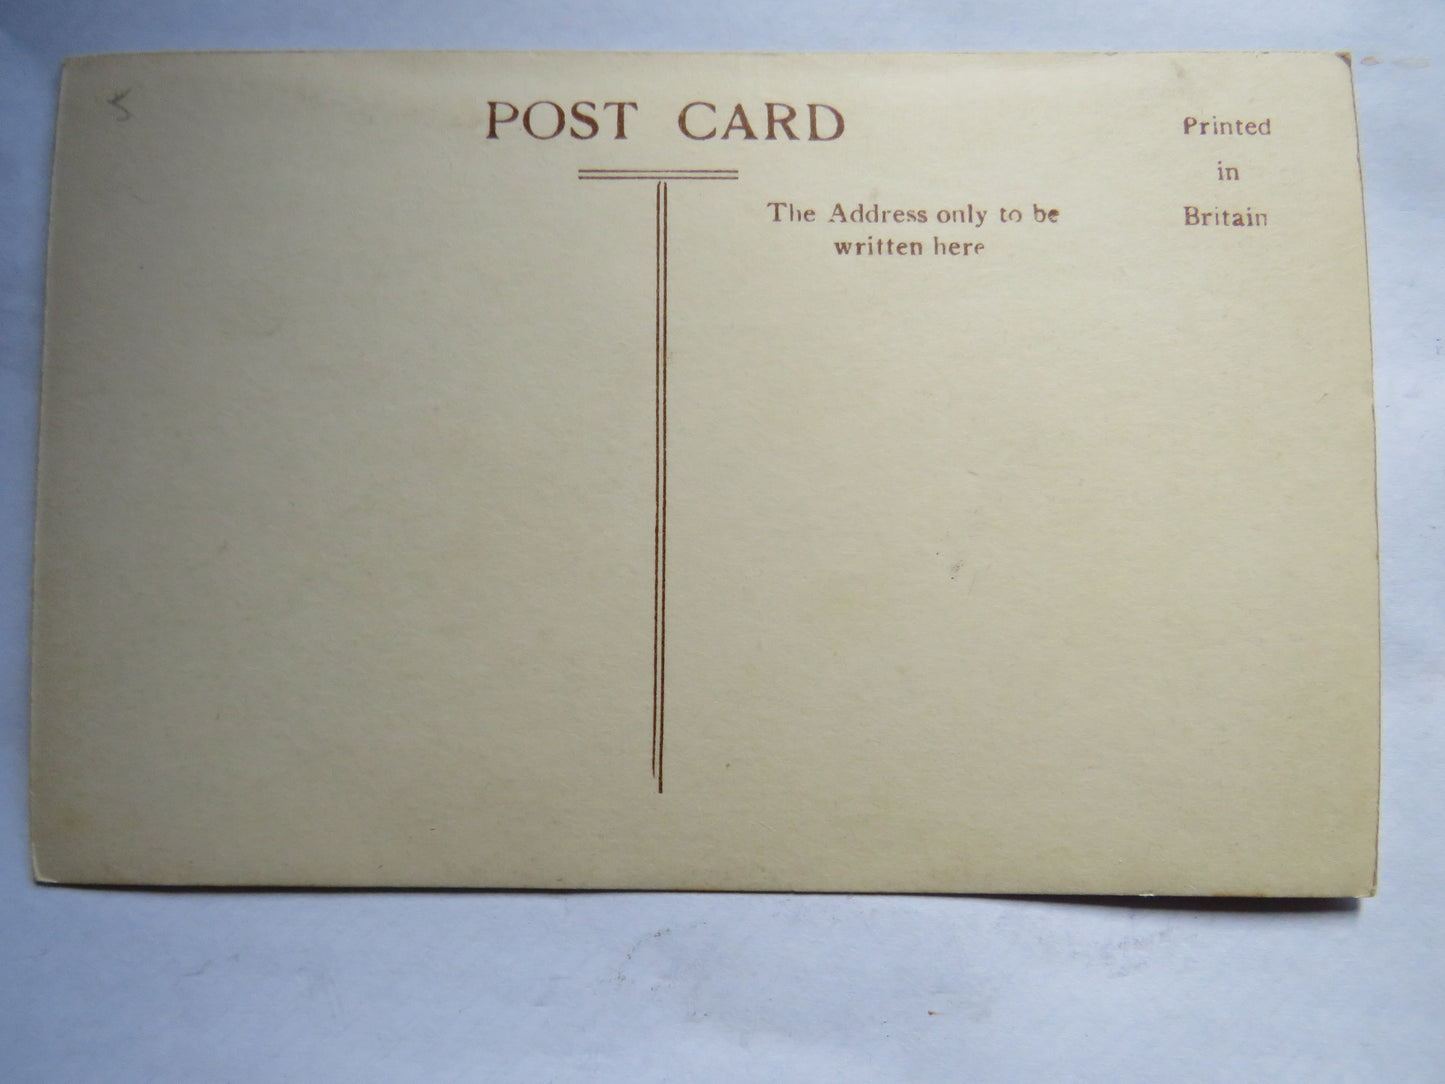 5
POST CARD
Printed
in
Britain
The Address only to be
written here